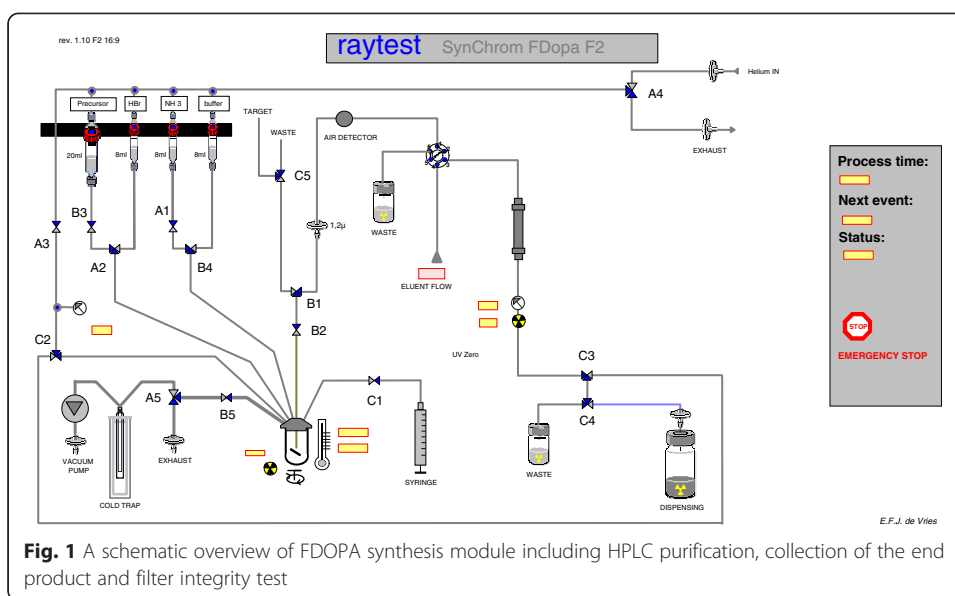 rev. 1.10 F2 16:9
raytest SynChrom FDopa F2
Helium IN
A4
EXHAUST
Precursor
HBr
NH 3
buffer
20ml
8ml
8ml
8ml
TARGET
WASTE
AIR DETECTOR
C5
B3
A1
A3
A2
B4
1,2µ
WASTE
ELUENT FLOW
B1
B2
C2
UV Zero
C3
C1
A5
B5
C4
VACUUM
PUMP
COLD TRAP
EXHAUST
SYRINGE
WASTE
DISPENSING
Process time:
Next event:
Status:
STOP
EMERGENCY STOP
E.F.J. de Vries
Fig. 1 A schematic overview of FDOPA synthesis module including HPLC purification, collection of the end
product and filter integrity test